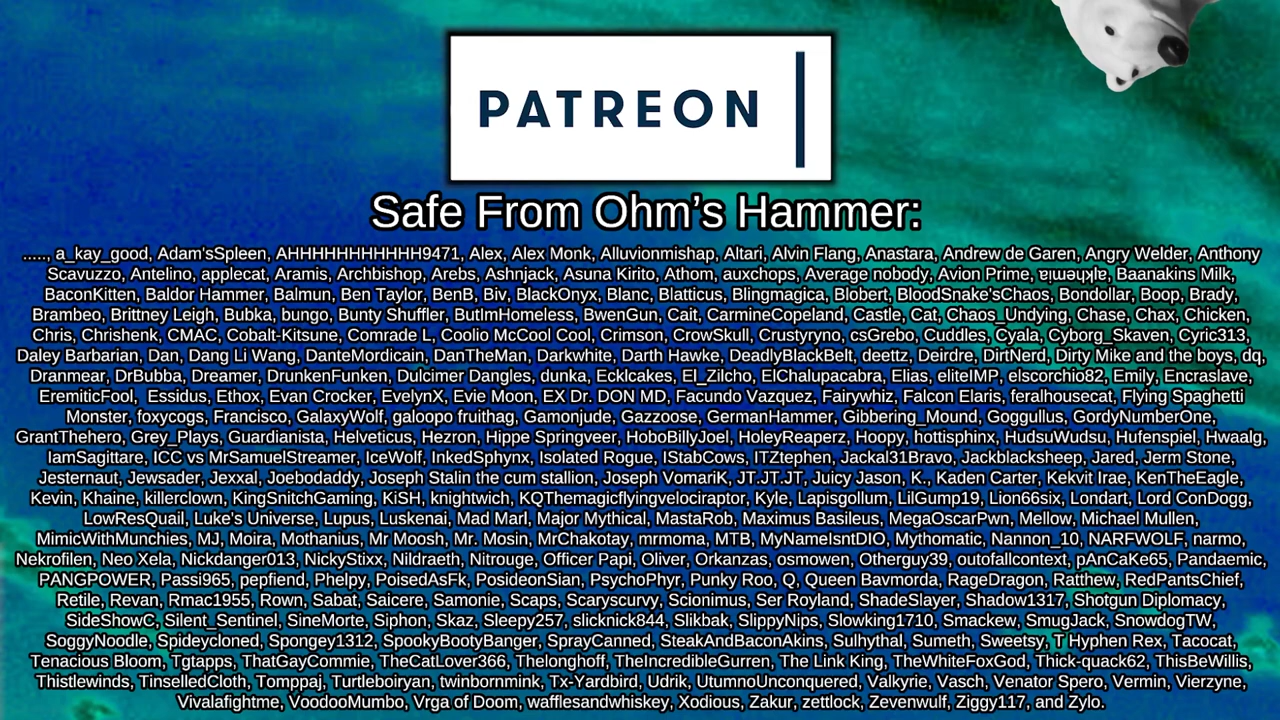 PATREON
Safe From Ohm's Hammer:
....., a_kay_good, Adam'sSpleen, AHHHHHHHHHHH9471, Alex, Alex Monk, Alluvionmishap, Altari, Alvin Flang, Anastara, Andrew de Garen, Angry Welder, Anthony
Scavuzzo, Antelino, applecat, Aramis, Archbishop, Arebs, Ashnjack, Asuna Kirito, Athom, auxchops, Average nobody, Avion Prime, Baanakins Milk,
BaconKitten, Baldor Hammer, Balmun, Ben Taylor, BenB, Biv, BlackOnyx, Blanc, Blatticus, Blingmagica, Blobert, BloodSnake'sChaos, Bondollar, Boop, Brady,
Brambeo, Brittney Leigh, Bubka, bungo, Bunty Shuffler, ButImHomeless, BwenGun, Cait, CarmineCopeland, Castle, Cat, Chaos_Undying, Chase, Chax, Chicken,
Chris, Chrishenk, CMAC, Cobalt-Kitsune, Comrade L, Coolio McCool Cool, Crimson, CrowSkull, Crustyryno, csGrebo, Cuddles, Cyala, Cyborg_Skaven, Cyric313,
Daley Barbarian, Dan, Dang Li Wang, DanteMordicain, DanTheMan, Darkwhite, Darth Hawke, DeadlyBlackBelt, deettz, Deirdre, DirtNerd, Dirty Mike and the boys, dq,
Dranmear, DrBubba, Dreamer, DrunkenFunken, Dulcimer Dangles, dunka, Ecklcakes, El_Zilcho, ElChalupacabra, Elias, eliteIMP, elscorchio82, Emily, Encraslave,
EremiticFool, Essidus, Ethox, Evan Crocker, EvelynX, Evie Moon, EX Dr. DON MD, Facundo Vazquez, Fairywhiz, Falcon Elaris, feralhousecat, Flying Spaghetti
Monster, foxycogs, Francisco, GalaxyWolf, galoopo fruithag, Gamonjude, Gazzoose, GermanHammer, Gibbering_Mound, Goggullus, GordyNumberOne,
GrantThehero, Grey_Plays, Guardianista, Helveticus, Hezron, Hippe Springveer, HoboBillyJoel, HoleyReaperz, Hoopy, hottisphinx, HudsuWudsu, Hufenspiel, Hwaalg,
IamSagittare, ICC vs MrSamuelStreamer, IceWolf, InkedSphynx, Isolated Rogue, IStabCows, ITZtephen, Jackal31Bravo, Jackblacksheep, Jared, Jerm Stone,
Jesternaut, Jewsader, Jexxal, Joebodaddy, Joseph Stalin the cum stallion, Joseph VomariK, JT.JT.JT, Juicy Jason, K., Kaden Carter, Kekvit Irae, KenTheEagle,
Kevin, Khaine, killerclown, KingSnitchGaming, KiSH, knightwich, KQThemagicflyingvelociraptor, Kyle, Lapisgollum, LilGump19, Lion66six, Londart, Lord ConDogg,
LowResQuail, Luke's Universe, Lupus, Luskenai, Mad Marl, Major Mythical, MastaRob, Maximus Basileus, MegaOscarPwn, Mellow, Michael Mullen,
MimicWithMunchies, MJ, Moira, Mothanius, Mr Moosh, Mr. Mosin, MrChakotay, mrmoma, MTB, MyNameIsntDIO, Mythomatic, Nannon_10, NARFWOLF, narmo,
Nekrofilen, Neo Xela, Nickdanger013, NickyStixx, Nildraeth, Nitrouge, Officer Papi, Oliver, Orkanzas, osmowen, Otherguy39, outofallcontext, pAnCaKe65, Pandaemic,
PANGPOWER, Passi965, pepfiend, Phelpy, PoisedAsFk, PosideonSian, PsychoPhyr, Punky Roo, Q, Queen Bavmorda, RageDragon, Ratthew, RedPantsChief,
Retile, Revan, Rmac1955, Rown, Sabat, Saicere, Samonie, Scaps, Scaryscurvy, Scionimus, Ser Royland, ShadeSlayer, Shadow1317, Shotgun Diplomacy,
SideShowC, Silent_Sentinel, SineMorte, Siphon, Skaz, Sleepy257, slicknick844, Slikbak, SlippyNips, Slowking1710, Smackew, SmugJack, SnowdogTW,
SoggyNoodle, Spideycloned, Spongey1312, SpookyBootyBanger, SprayCanned, SteakAndBaconAkins, Sulhythal, Sumeth, Sweetsy, T Hyphen Rex, Tacocat,
Tenacious Bloom, Tgtapps, ThatGayCommie, TheCatLover366, Thelonghoff, TheIncredibleGurren, The Link King, TheWhiteFoxGod, Thick-quack62, ThisBeWillis,
Thistlewinds, TinselledCloth, Tomppaj, Turtleboiryan, twinbornmink, Tx-Yardbird, Udrik, UtumnoUnconquered, Valkyrie, Vasch, Venator Spero, Vermin, Vierzyne,
Vivalafightme, VoodooMumbo, Vrga of Doom, wafflesandwhiskey, Xodious, Zakur, zettlock, Zevenwulf, Ziggy117, and Zylo.